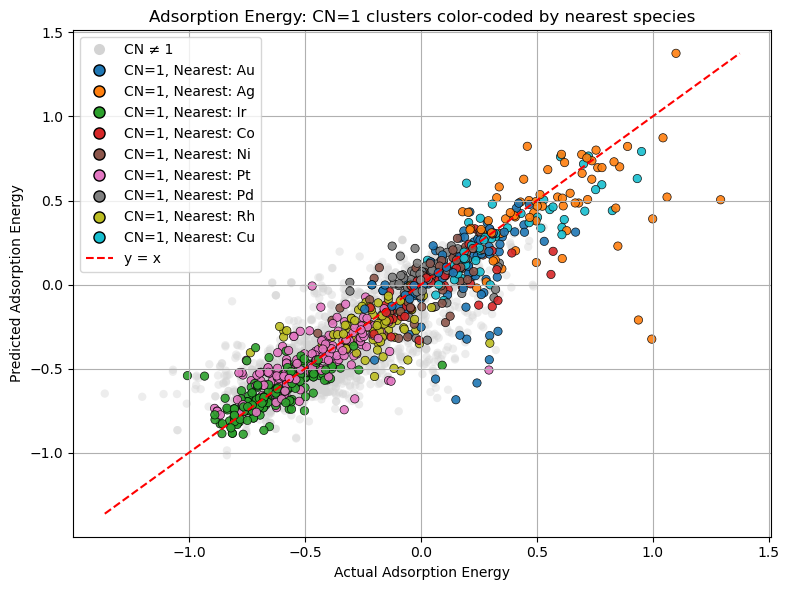 Adsorption Energy: CN=1 clusters color-coded by nearest species
1.5
1.0
0.5
0.0
−0.5
−1.0
Predicted Adsorption Energy
CN ≠ 1
CN=1, Nearest: Au
CN=1, Nearest: Ag
CN=1, Nearest: Ir
CN=1, Nearest: Co
CN=1, Nearest: Ni
CN=1, Nearest: Pt
CN=1, Nearest: Pd
CN=1, Nearest: Rh
CN=1, Nearest: Cu
y = x
−1.0
−0.5
0.0
0.5
1.0
1.5
Actual Adsorption Energy